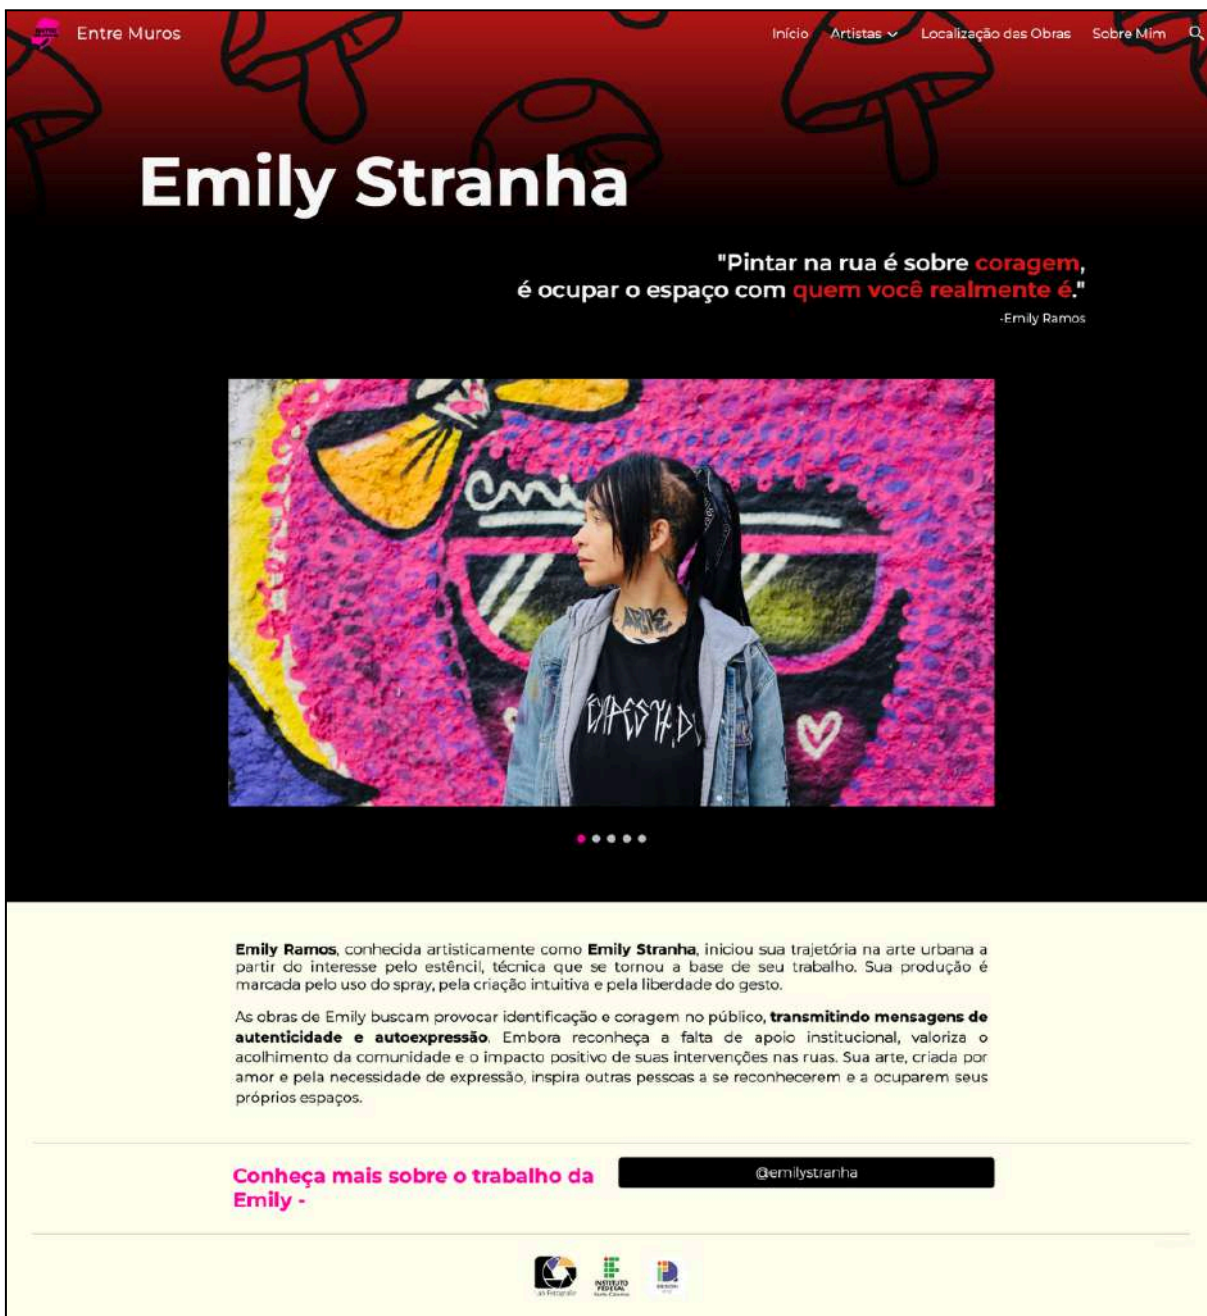 Entre Muros
Início Artistas Localização das Obras Sobre Mim
Emily Stranha
"Pintar na rua é sobre coragem,
é ocupar o espaço com quem você realmente é."
-Emily Ramos
Emily Ramos, conhecida artisticamente como Emily Stranha, iniciou sua trajetória na arte urbana a
partir do interesse pelo estêncil, técnica que se tornou a base de seu trabalho. Sua produção é
marcada pelo uso do spray, pela criação intuitiva e pela liberdade do gesto.
As obras de Emily buscam provocar identificação e coragem no público, transmitindo mensagens de
autenticidade e autoexpressão. Embora reconheça a falta de apoio institucional, valoriza o
acolhimento da comunidade e o impacto positivo de suas intervenções nas ruas. Sua arte, criada por
amor e pela necessidade de expressão, inspira outras pessoas a se reconhecerem e a ocuparem seus
próprios espaços.
Conheça mais sobre o trabalho da
Emily -
@emilystranha
INSTITUTO
FEDERAL
Santa Catarina